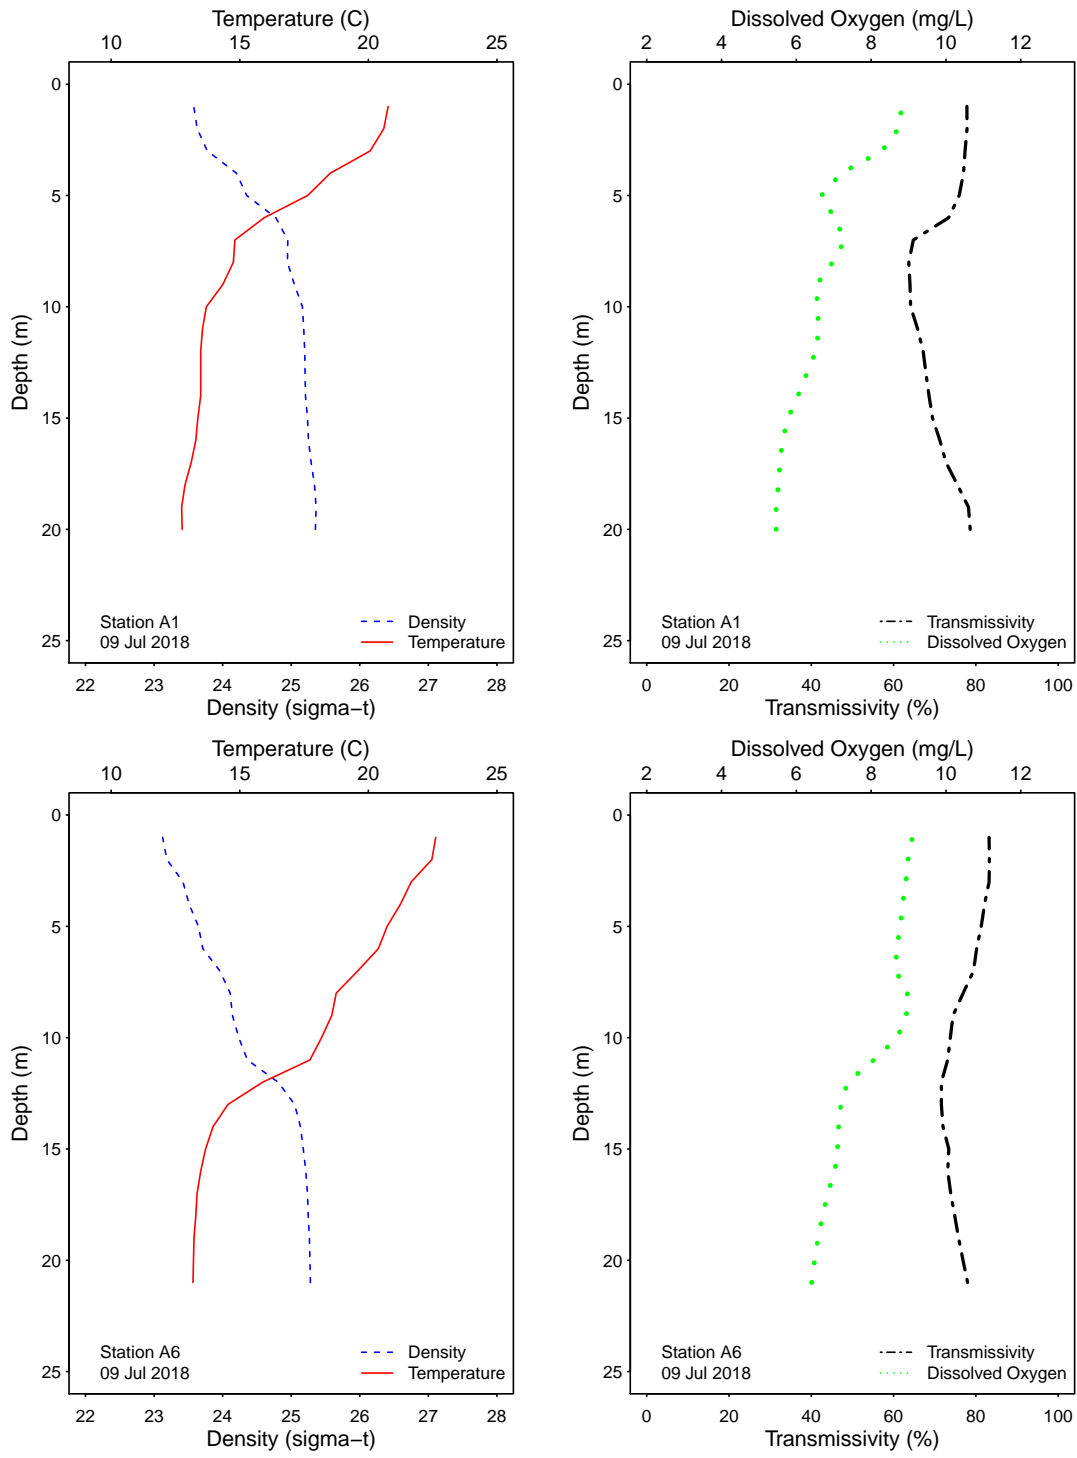 Temperature (C)
10 15 20 25
0
5
10
15
20
25
Depth (m)
Station A1
09 Jul 2018
Density
Temperature
22 23 24 25 26 27 28
Density (sigma−t)
Dissolved Oxygen (mg/L)
2 4 6 8 10 12
0
5
10
15
20
25
Depth (m)
Station A1
09 Jul 2018
Transmissivity
Dissolved Oxygen
0 20 40 60 80 100
Transmissivity (%)
Temperature (C)
10 15 20 25
0
5
10
15
20
25
Depth (m)
Station A6
09 Jul 2018
Density
Temperature
22 23 24 25 26 27 28
Density (sigma−t)
Dissolved Oxygen (mg/L)
2 4 6 8 10 12
0
5
10
15
20
25
Depth (m)
Station A6
09 Jul 2018
Transmissivity
Dissolved Oxygen
0 20 40 60 80 100
Transmissivity (%)